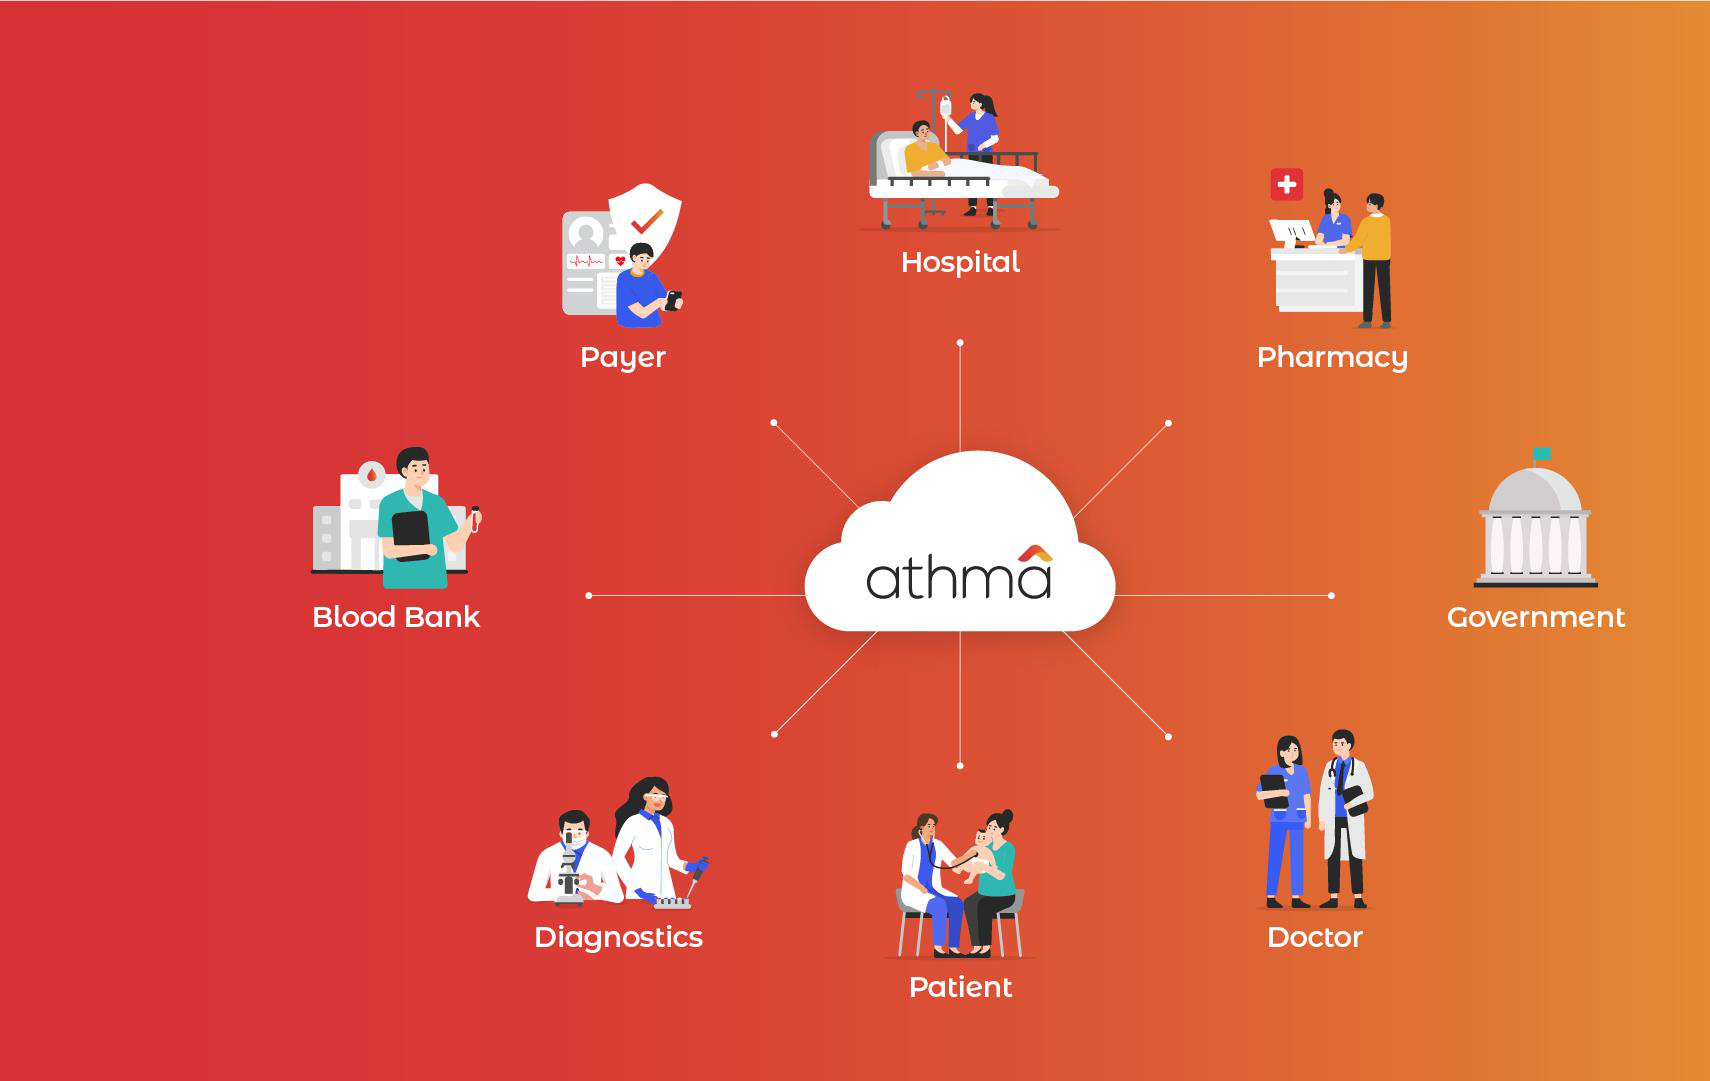 Hospital
Payer
Pharmacy
athma
Blood Bank
Government
Diagnostics
Doctor
Patient